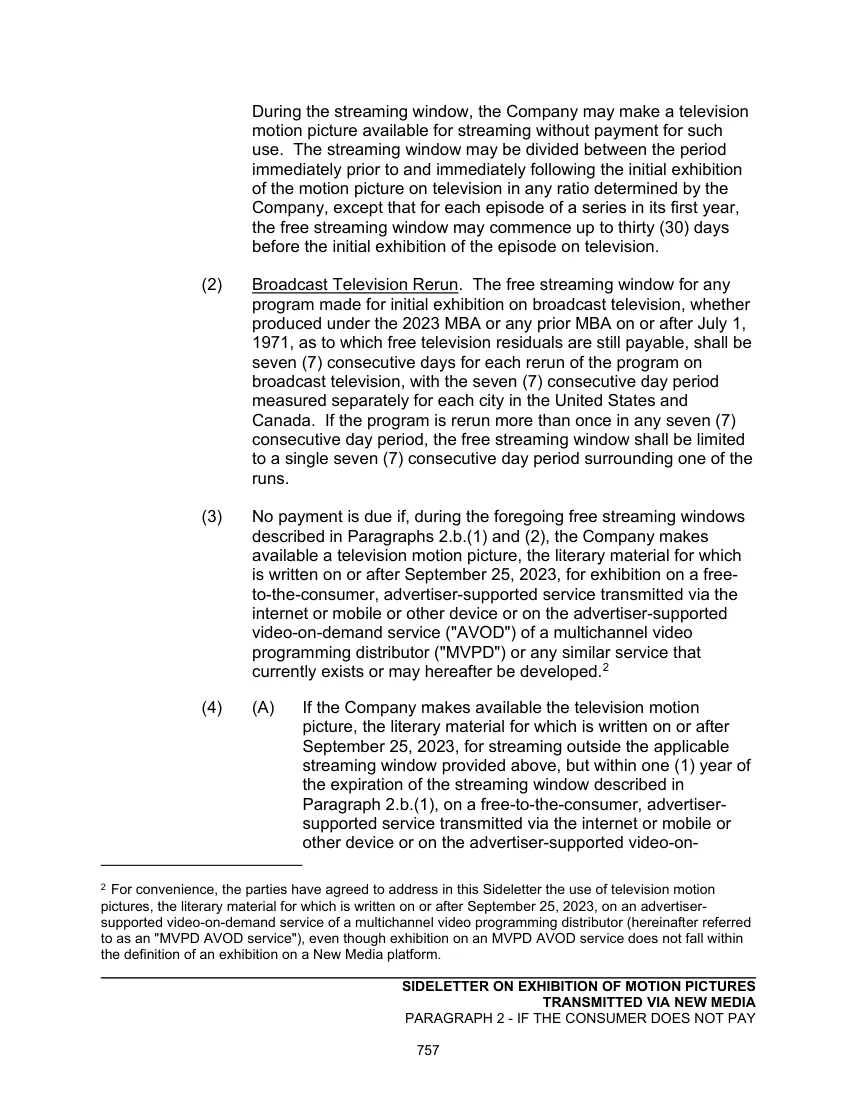 During the streaming window, the Company may make a television
motion picture available for streaming without payment for such
use.  The streaming window may be divided between the period
immediately prior to and immediately following the initial exhibition
of the motion picture on television in any ratio determined by the
Company, except that for each episode of a series in its first year,
the free streaming window may commence up to thirty (30) days
before the initial exhibition of the episode on television.
(2) Broadcast Television Rerun.  The free streaming window for any
program made for initial exhibition on broadcast television, whether
produced under the 2023 MBA or any prior MBA on or after July 1,
1971, as to which free television residuals are still payable, shall be
seven (7) consecutive days for each rerun of the program on
broadcast television, with the seven (7) consecutive day period
measured separately for each city in the United States and
Canada.  If the program is rerun more than once in any seven (7)
consecutive day period, the free streaming window shall be limited
to a single seven (7) consecutive day period surrounding one of the
runs.
(3) No payment is due if, during the foregoing free streaming windows
described in Paragraphs 2.b.(1) and (2), the Company makes
available a television motion picture, the literary material for which
is written on or after September 25, 2023, for exhibition on a free-
to-the-consumer, advertiser-supported service transmitted via the
internet or mobile or other device or on the advertiser-supported
video-on-demand service ("AVOD") of a multichannel video
programming distributor ("MVPD") or any similar service that
currently exists or may hereafter be developed.2
(4) (A) If the Company makes available the television motion
picture, the literary material for which is written on or after
September 25, 2023, for streaming outside the applicable
streaming window provided above, but within one (1) year of
the expiration of the streaming window described in
Paragraph 2.b.(1), on a free-to-the-consumer, advertiser-
supported service transmitted via the internet or mobile or
other device or on the advertiser-supported video-on-
2 For convenience, the parties have agreed to address in this Sideletter the use of television motion
pictures, the literary material for which is written on or after September 25, 2023, on an advertiser-
supported video-on-demand service of a multichannel video programming distributor (hereinafter referred
to as an "MVPD AVOD service"), even though exhibition on an MVPD AVOD service does not fall within
the definition of an exhibition on a New Media platform.
SIDELETTER ON EXHIBITION OF MOTION PICTURES
TRANSMITTED VIA NEW MEDIA
PARAGRAPH 2 - IF THE CONSUMER DOES NOT PAY
757